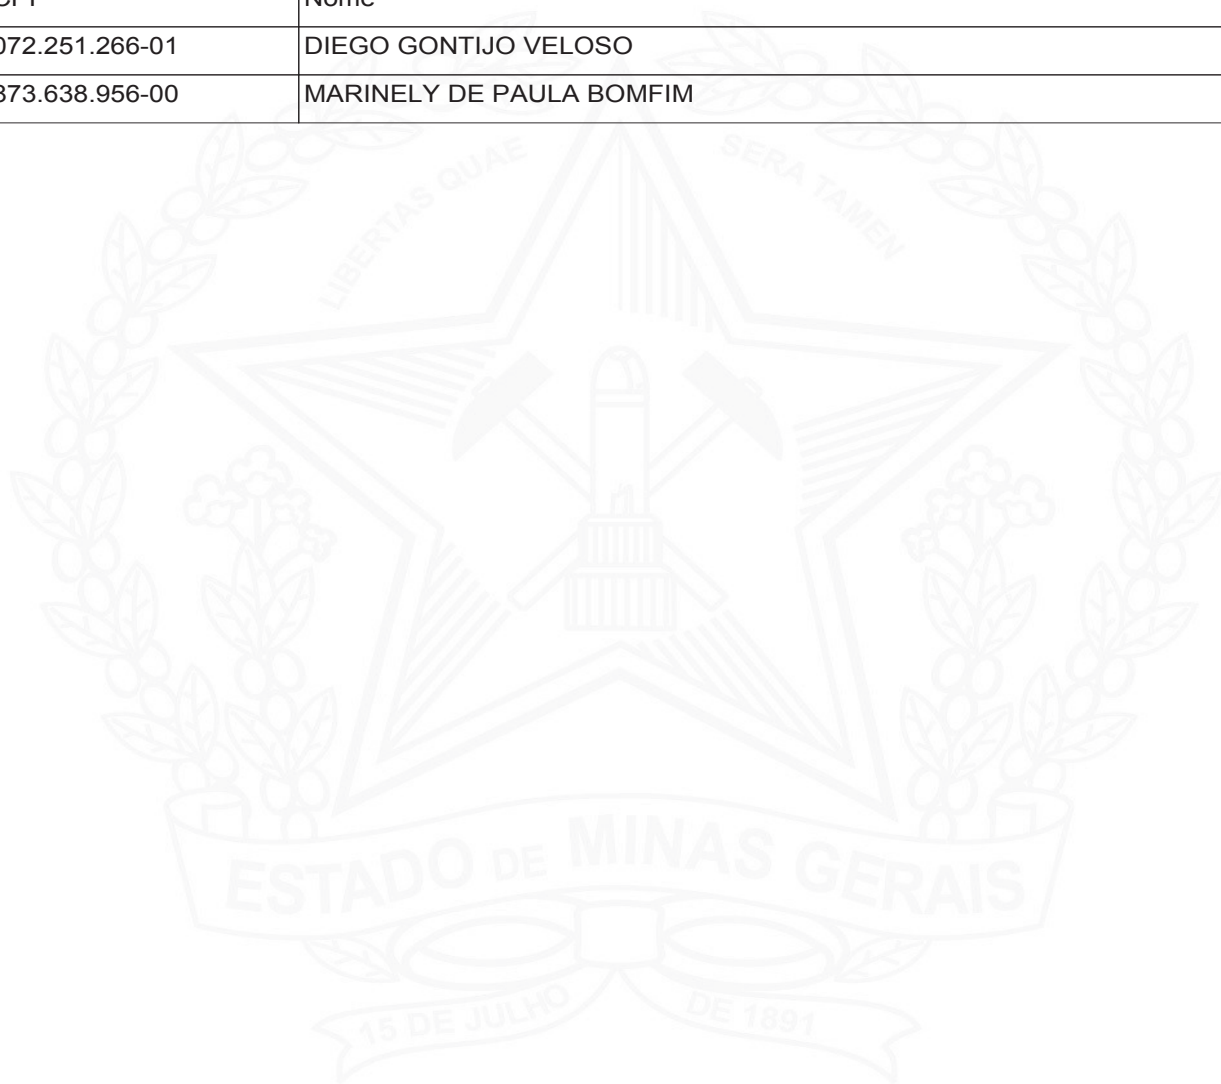 CPF Nome
072.251.266-01 DIEGO GONTIJO VELOSO
873.638.956-00 MARINELY DE PAULA BOMFIM
LIBERTAS QUAE SERA TAMEN
ESTADO DE MINAS GERAIS
15 DE JULHO DE 1891